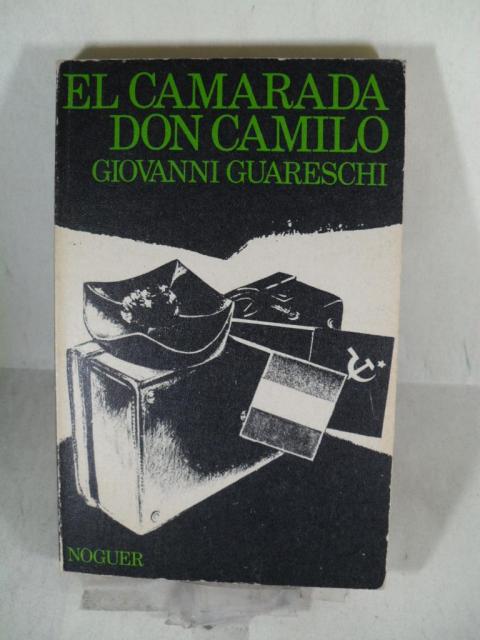 EL CAMARADA
DON CAMILO
GIOVANNI GUARESCHI
NOGUER